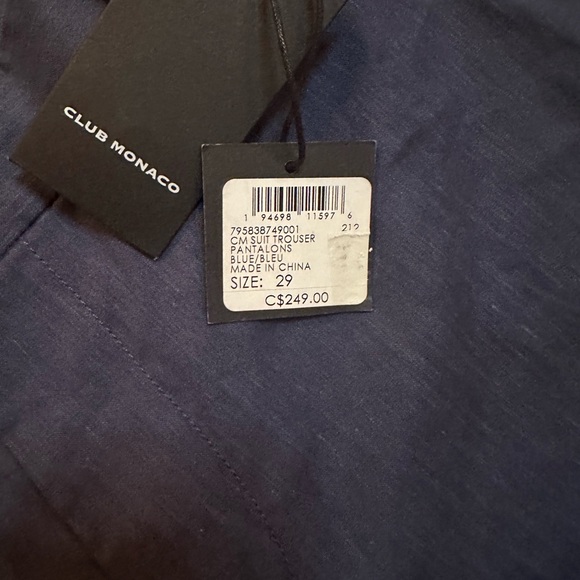 CLUB MONACO
1 94698 11597 6
795838749001 212
CM SUIT TROUSER
PANTALONS
BLUE/BLEU
MADE IN CHINA
SIZE: 29
C$249.00